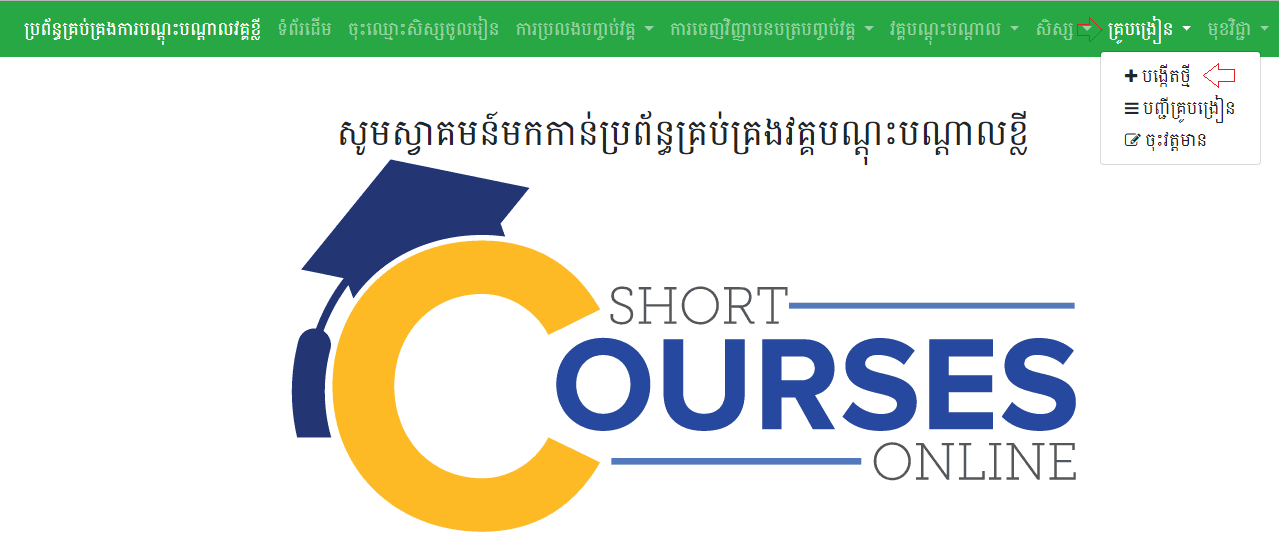 ប្រព័ន្ធគ្រប់គ្រងការបណ្តុះបណ្តាលវគ្គខ្លី ទំព័រដើម ចុះឈ្មោះសិស្សចូលរៀន ការប្រលងបញ្ចប់វគ្គ ការចេញវិញ្ញាបនបត្របញ្ចប់វគ្គ វគ្គបណ្តុះបណ្តាល សិស្ស គ្រូបង្រៀន មុខវិជ្ជា
បង្កើតថ្មី
បញ្ជីគ្រូបង្រៀន
ចុះវត្តមាន
សូមស្វាគមន៍មកកាន់ប្រព័ន្ធគ្រប់គ្រងវគ្គបណ្តុះបណ្តាលខ្លី
SHORT
COURSES
ONLINE